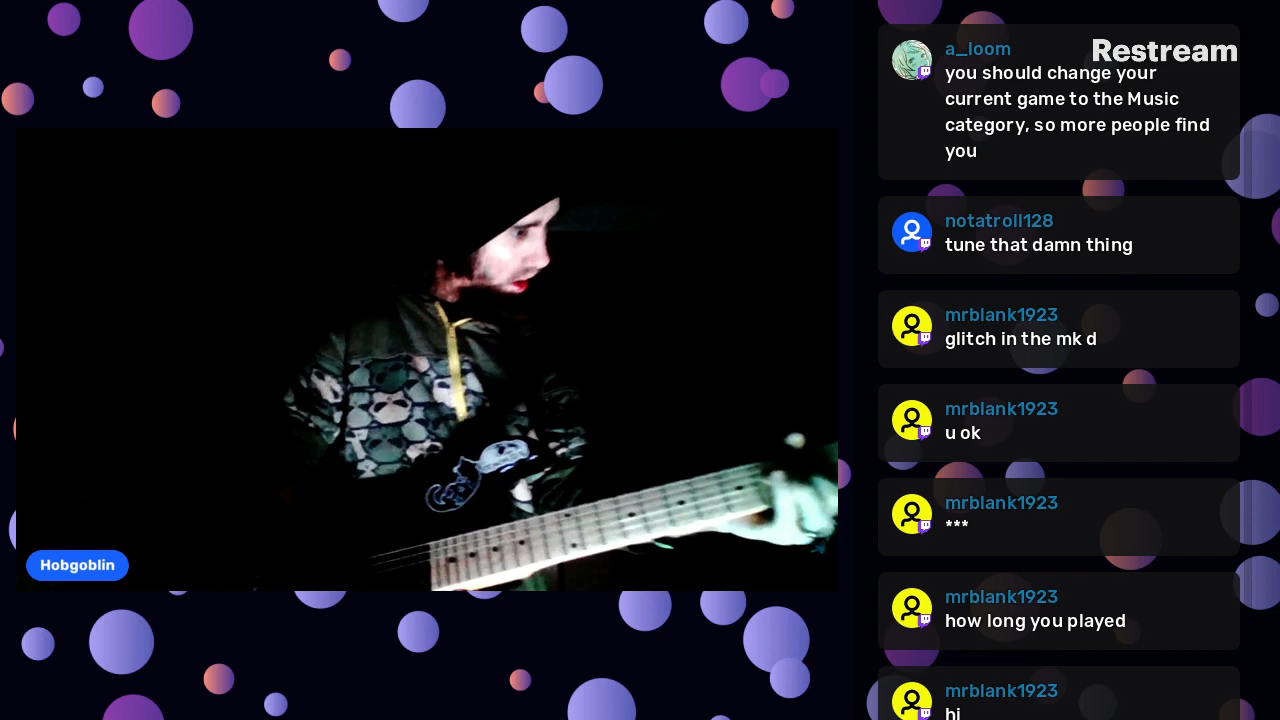 a_loom
Restream
you should change your
current game to the Music
category, so more people find
you
notatroll128
tune that damn thing
mrblank1923
glitch in the mk d
mrblank1923
u ok
mrblank1923
***
mrblank1923
how long you played
mrblank1923
hi
Hobgoblin